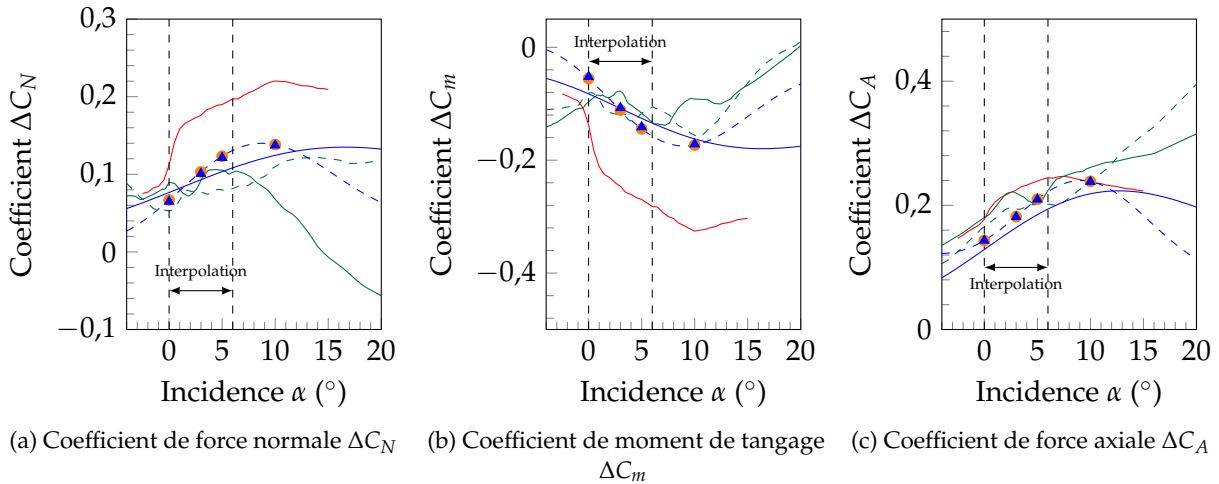 0,3
0,2
0,1
0
−0,1
Coefficient ΔC_N
Interpolation
0 5 10 15 20
Incidence α (°)
(a) Coefficient de force normale ΔC_N
0
−0,2
−0,4
Coefficient ΔC_m
Interpolation
0 5 10 15 20
Incidence α (°)
(b) Coefficient de moment de tangage
ΔC_m
0,4
0,2
0
Coefficient ΔC_A
Interpolation
0 5 10 15 20
Incidence α (°)
(c) Coefficient de force axiale ΔC_A